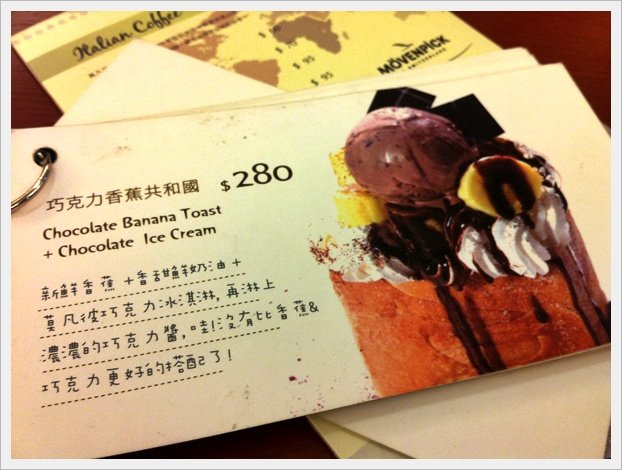 Italian Coffee
$ 95
$ 95
MÖVENPICK
SWITZERLAND
巧克力香蕉共和國 $280
Chocolate Banana Toast
+ Chocolate Ice Cream
新鮮香蕉+香甜鮮奶油+
莫凡彼巧克力冰淇淋,再淋上
濃濃的巧克力醬,哇!沒有比香蕉&
巧克力更好的搭配了!